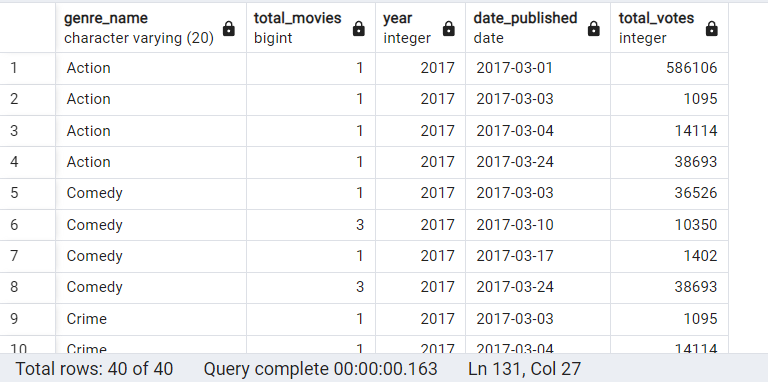 genre_name total_movies year date_published total_votes
character varying (20) bigint integer date integer
1 Action 1 2017 2017-03-01 586106
2 Action 1 2017 2017-03-03 1095
3 Action 1 2017 2017-03-04 14114
4 Action 1 2017 2017-03-24 38693
5 Comedy 1 2017 2017-03-03 36526
6 Comedy 3 2017 2017-03-10 10350
7 Comedy 1 2017 2017-03-17 1402
8 Comedy 3 2017 2017-03-24 38693
9 Crime 1 2017 2017-03-03 1095
10 Crime 1 2017 2017-03-04 14114
Total rows: 40 of 40 Query complete 00:00:00.163 Ln 131, Col 27